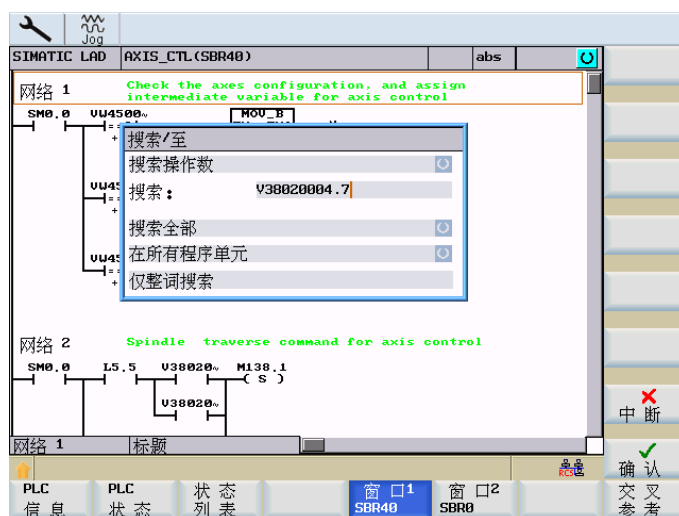 Jog
SIMATIC LAD AXIS_CTL(SBR40) abs
网络 1 Check the axes configuration, and assign
intermediate variable for axis control
SM0.0 VW4500~ MOV_B
搜索/至
搜索操作数
VW45 搜索: V38020004.7
搜索全部
VW45 在所有程序单元
仅整词搜索
网络 2 Spindle traverse command for axis control
SM0.0 L5.5 V38020~ M138.1
( S )
V38020~
中断
网络 1 标题
RCS
确认
PLC PLC 状态 窗口1 窗口2 交叉
信息 状态 列表 SBR40 SBR0 参考